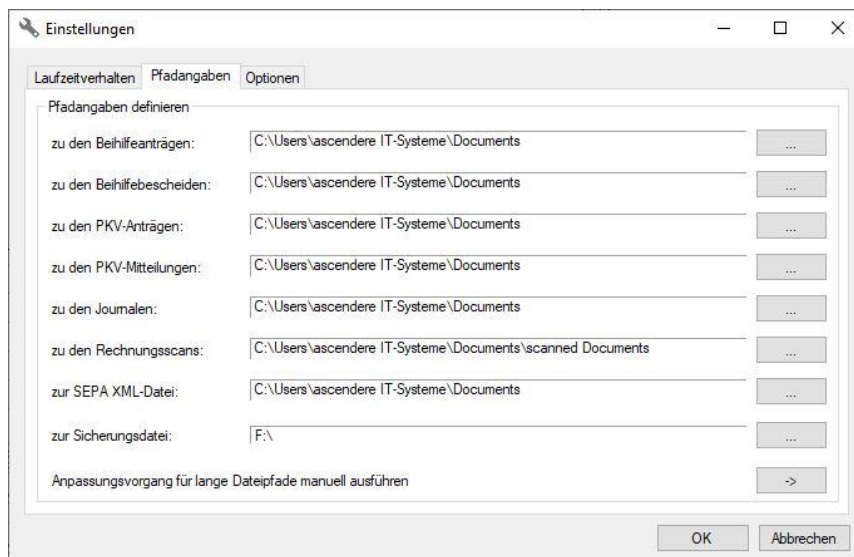 Einstellungen
Laufzeitverhalten Pfadangaben Optionen
Pfadangaben definieren
zu den Beihilfeanträgen: C:\Users\ascendere IT-Systeme\Documents ...
zu den Beihilfebescheiden: C:\Users\ascendere IT-Systeme\Documents ...
zu den PKV-Anträgen: C:\Users\ascendere IT-Systeme\Documents ...
zu den PKV-Mitteilungen: C:\Users\ascendere IT-Systeme\Documents ...
zu den Journalen: C:\Users\ascendere IT-Systeme\Documents ...
zu den Rechnungsscans: C:\Users\ascendere IT-Systeme\Documents\scanned Documents ...
zur SEPA XML-Datei: C:\Users\ascendere IT-Systeme\Documents ...
zur Sicherungsdatei: F:\ ...
Anpassungsvorgang für lange Dateipfade manuell ausführen ->
OK Abbrechen